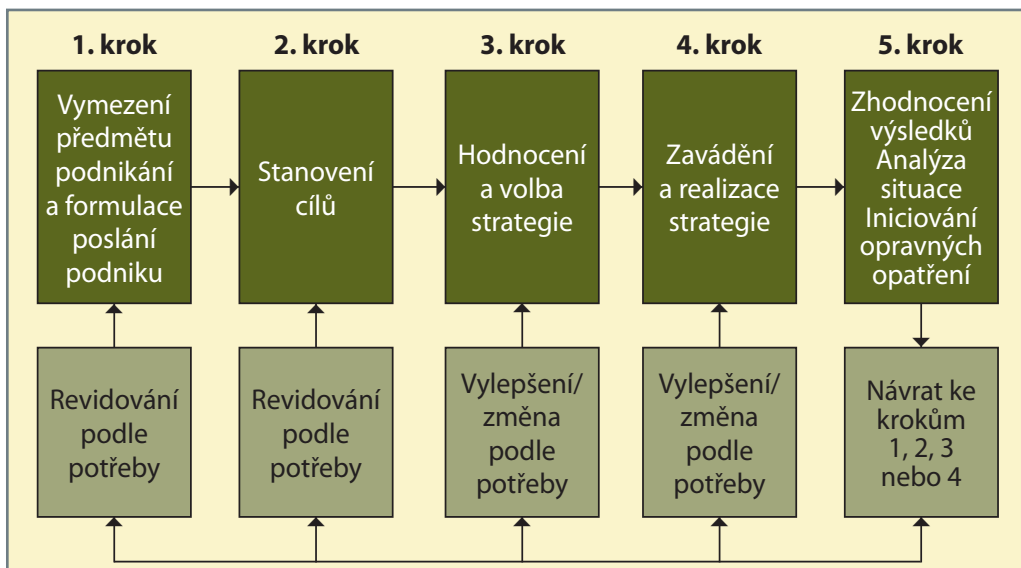 1. krok
2. krok
3. krok
4. krok
5. krok
Vymezení
předmětu
podnikání
a formulace
poslání
podniku
Stanovení
cílů
Hodnocení
a volba
strategie
Zavádění
a realizace
strategie
Zhodnocení
výsledků
Analýza
situace
Iniciování
opravných
opatření
Revidování
podle
potřeby
Revidování
podle
potřeby
Vylepšení/
změna
podle
potřeby
Vylepšení/
změna
podle
potřeby
Návrat ke
krokům
1, 2, 3
nebo 4